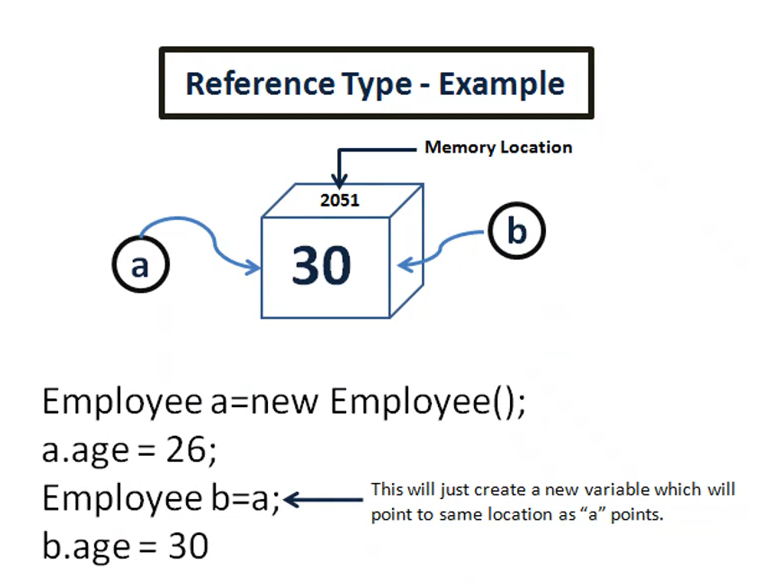 Reference Type - Example
Memory Location
2051
30
a
b
Employee a=new Employee();
a.age = 26;
Employee b=a;
This will just create a new variable which will
point to same location as “a” points.
b.age = 30